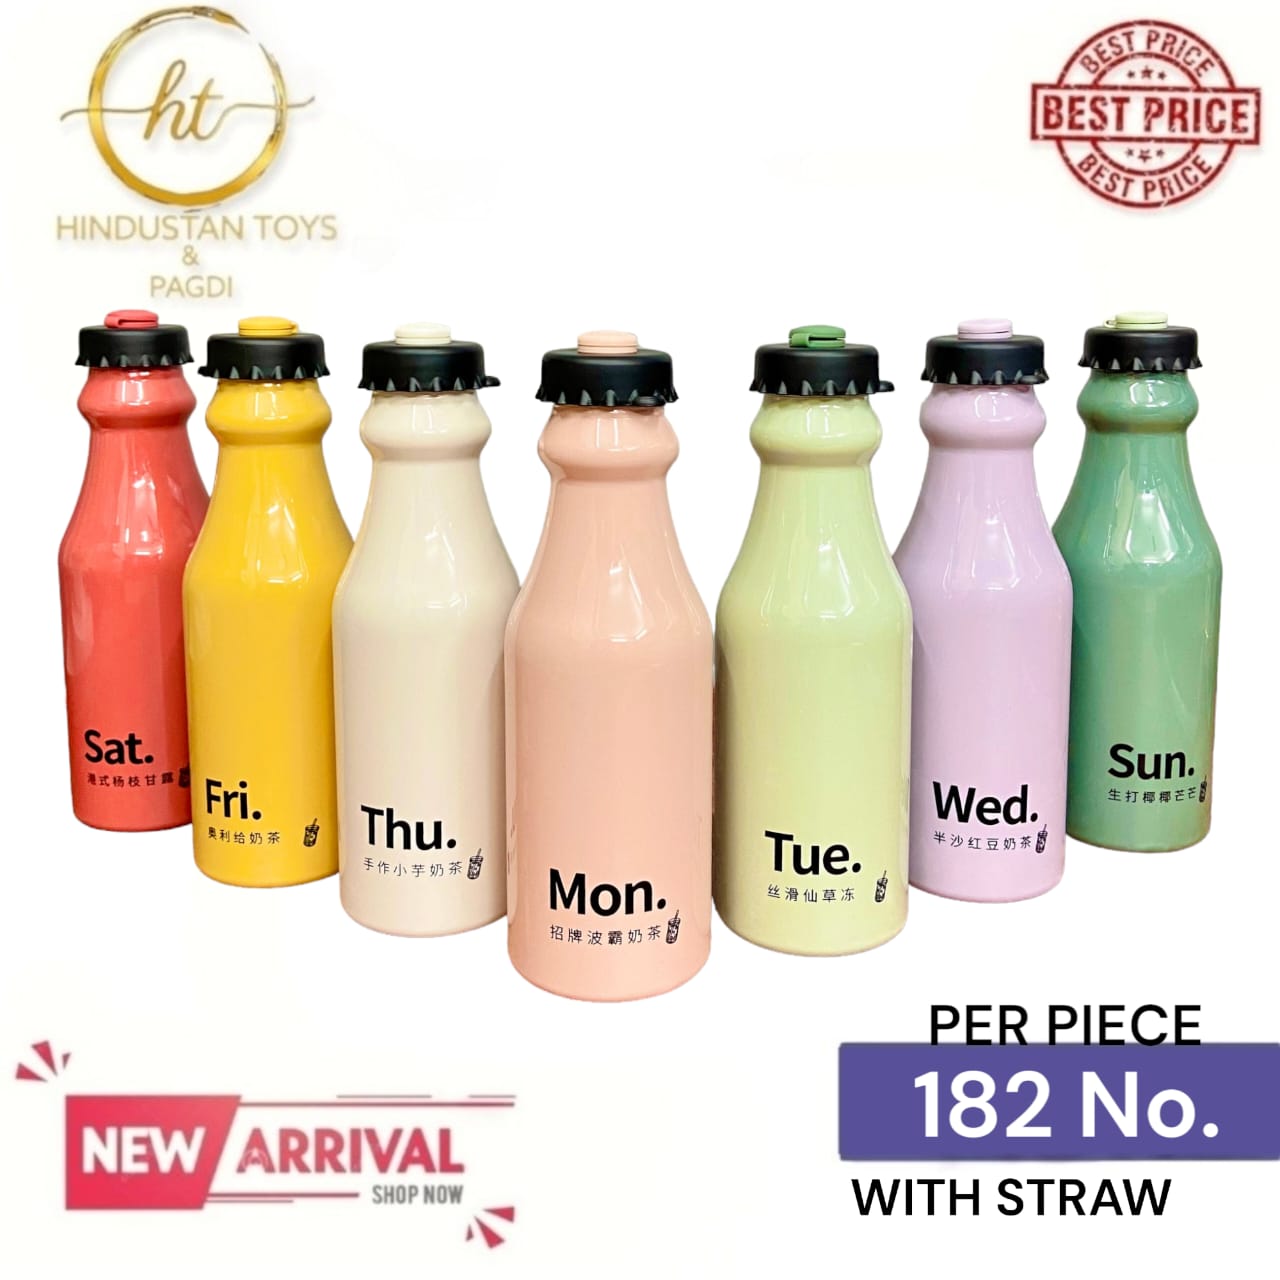 ht
HINDUSTAN TOYS
&
PAGDI
BEST PRICE
BEST PRICE
BEST PRICE
Sat.
港式杨枝甘露
Fri.
奥利给奶茶
Thu.
手作小芋奶茶
Mon.
招牌波霸奶茶
Tue.
丝滑仙草冻
Wed.
半沙红豆奶茶
Sun.
生打椰椰芒芒
PER PIECE
182 No.
WITH STRAW
NEW ARRIVAL
SHOP NOW